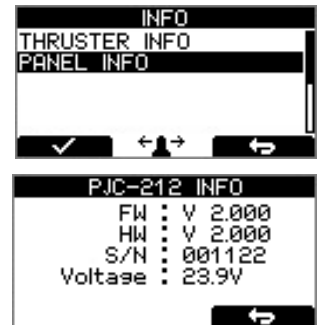 INFO
THRUSTER INFO
PANEL INFO
PJC-212 INFO
FW : V 2.000
HW : V 2.000
S/N : 001122
Voltage : 23.9V